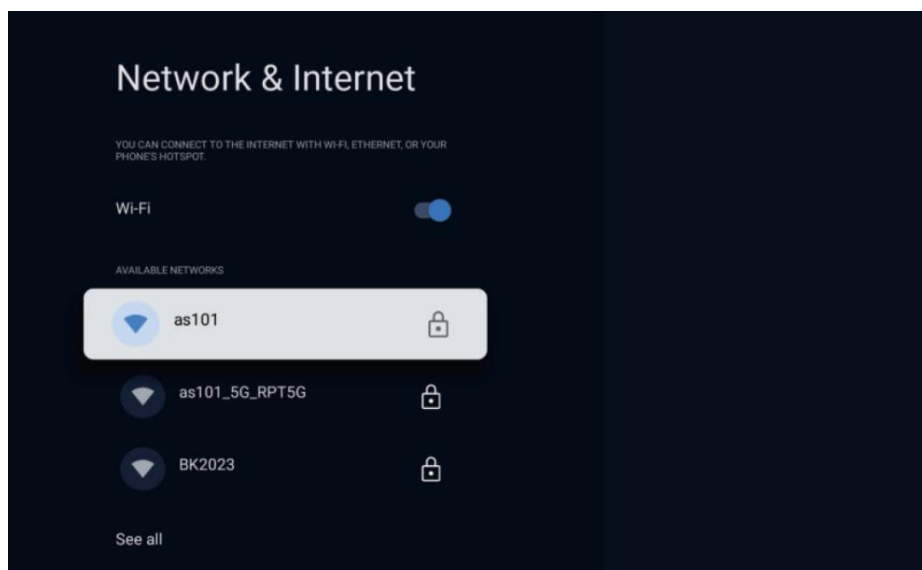 Network & Internet
YOU CAN CONNECT TO THE INTERNET WITH WI-FI, ETHERNET, OR YOUR
PHONE'S HOTSPOT.
Wi-Fi
AVAILABLE NETWORKS
as101
as101_5G_RPT5G
BK2023
See all